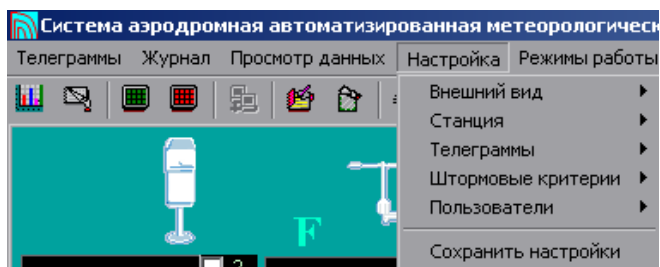 Система аэродромная автоматизированная метеорологическ
Телеграммы Журнал Просмотр данных Настройка Режимы работы
Внешний вид
Станция
Телеграммы
Штормовые критерии
Пользователи
F
Сохранить настройки
2